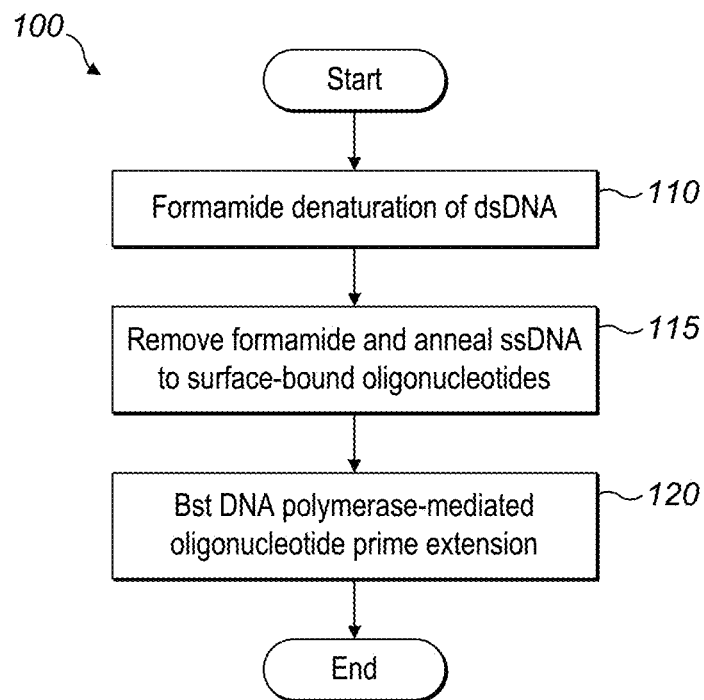 100
Start
Formamide denaturation of dsDNA
110
Remove formamide and anneal ssDNA
to surface-bound oligonucleotides
115
Bst DNA polymerase-mediated
oligonucleotide prime extension
120
End